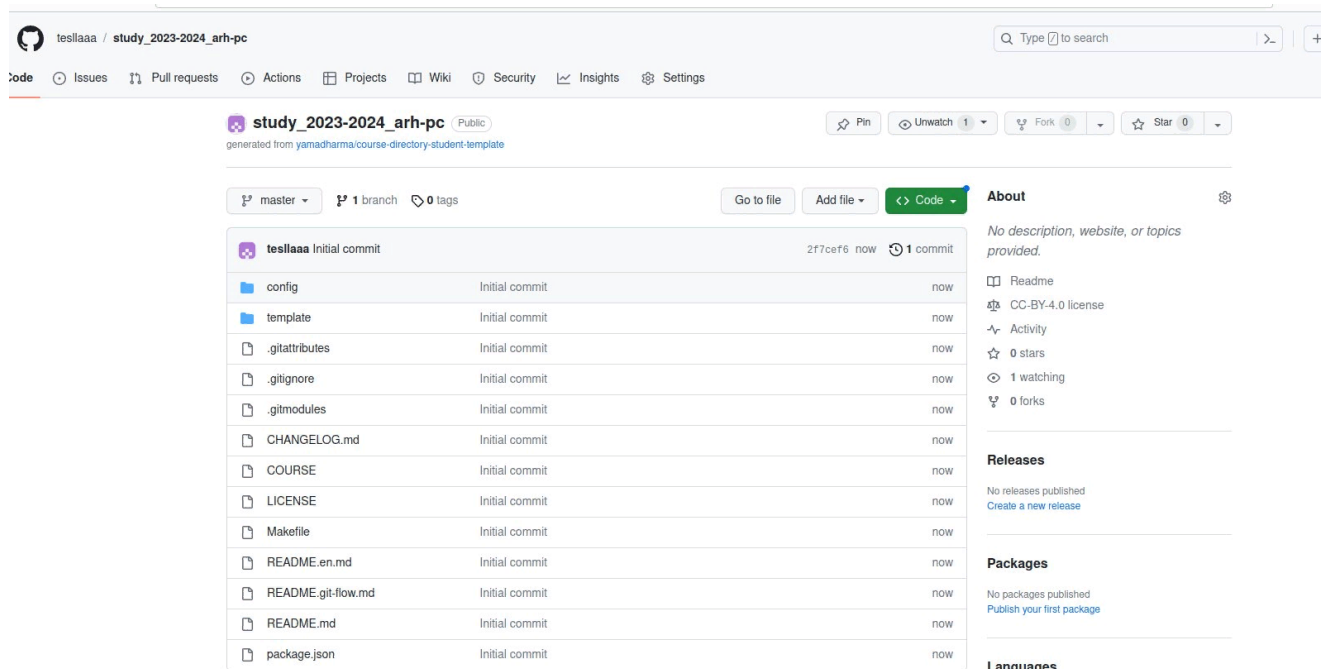 tesllaaa / study_2023-2024_arh-pc
Type / to search
Code Issues Pull requests Actions Projects Wiki Security Insights Settings
study_2023-2024_arh-pc Public
Pin Unwatch 1 Fork 0 Star 0
generated from yamadharma/course-directory-student-template
master 1 branch 0 tags Go to file Add file <> Code
tesllaaa Initial commit 2f7cef6 now 1 commit
config Initial commit now
template Initial commit now
.gitattributes Initial commit now
.gitignore Initial commit now
.gitmodules Initial commit now
CHANGELOG.md Initial commit now
COURSE Initial commit now
LICENSE Initial commit now
Makefile Initial commit now
README.en.md Initial commit now
README.git-flow.md Initial commit now
README.md Initial commit now
package.json Initial commit now
About
No description, website, or topics
provided.
Readme
CC-BY-4.0 license
Activity
0 stars
1 watching
0 forks
Releases
No releases published
Create a new release
Packages
No packages published
Publish your first package
Languages